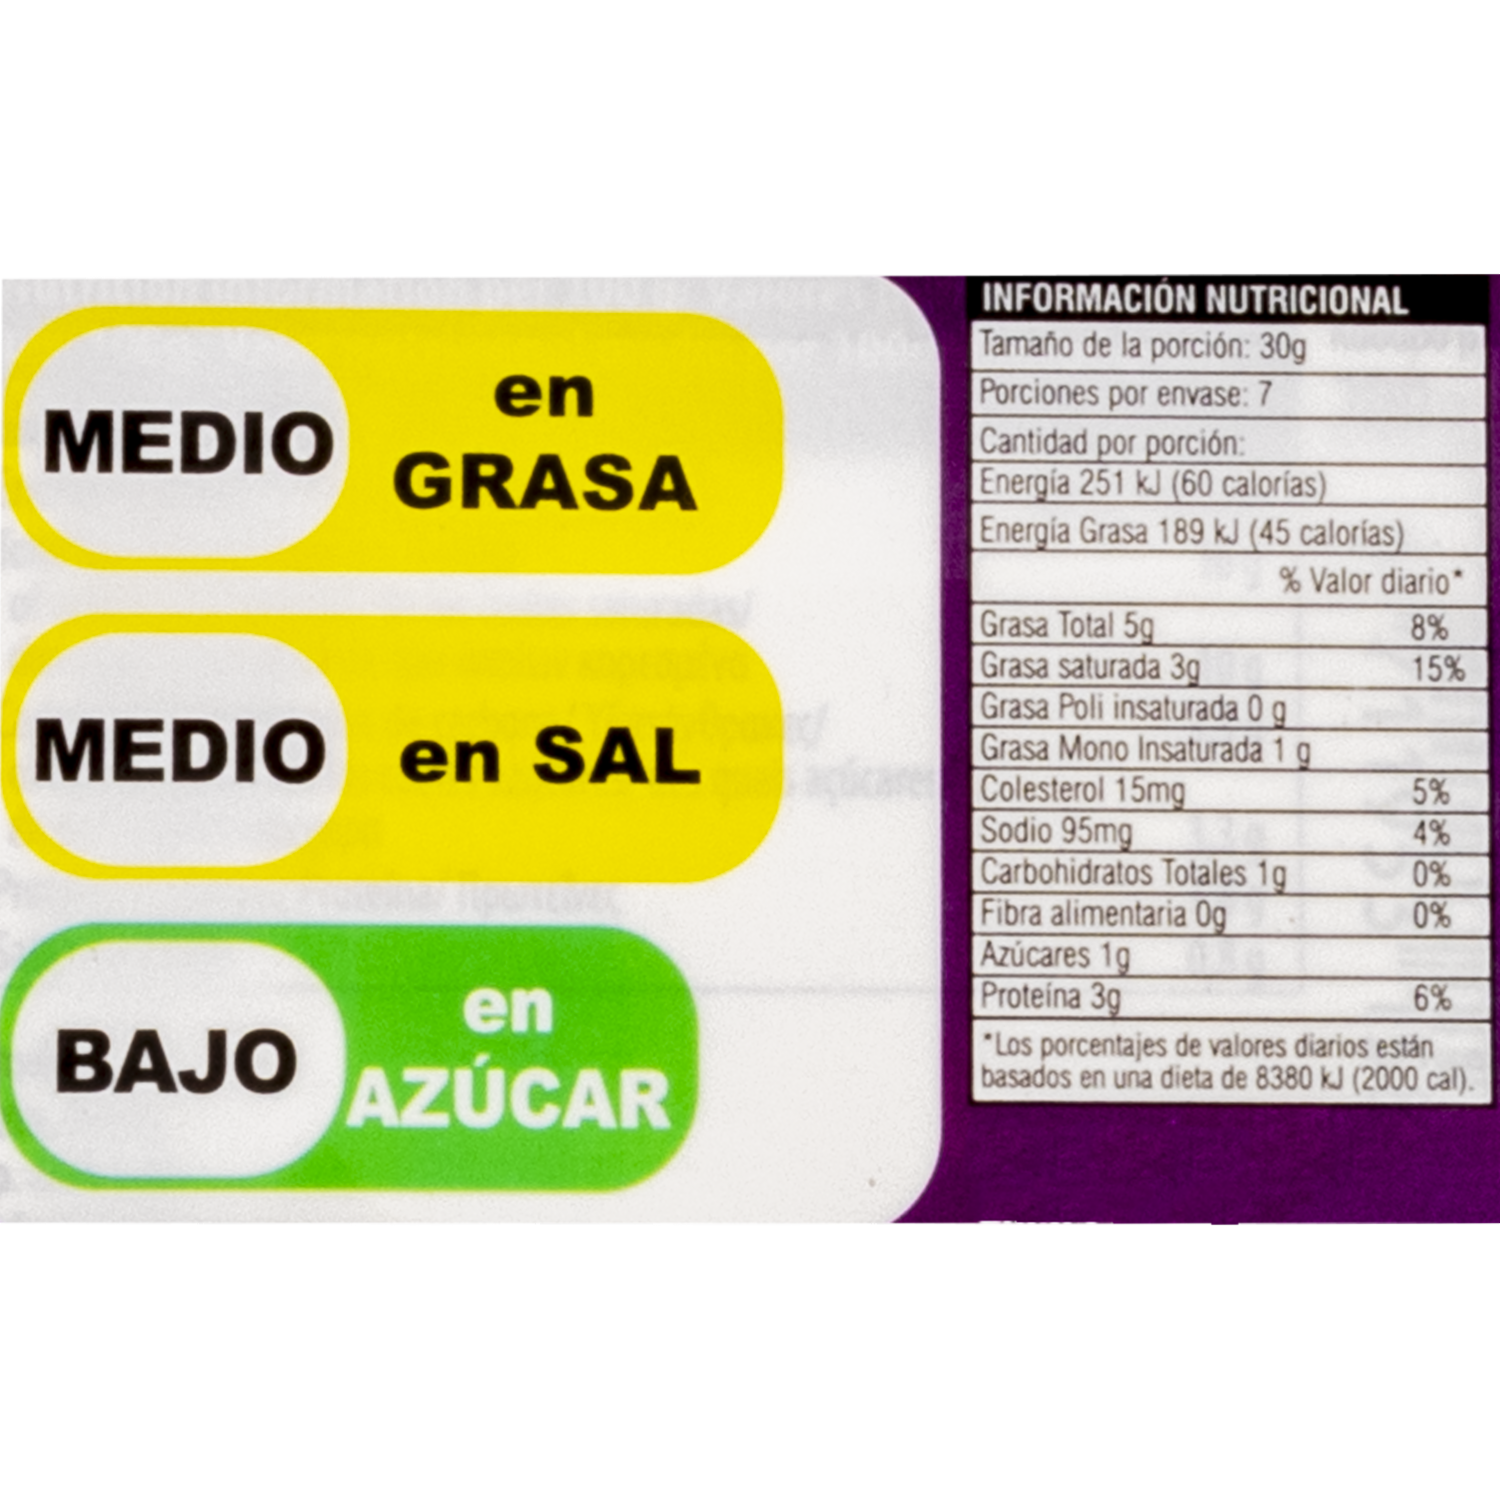 MEDIO
en
GRASA
MEDIO
en SAL
BAJO
en
AZÚCAR
INFORMACIÓN NUTRICIONAL
Tamaño de la porción: 30g
Porciones por envase: 7
Cantidad por porción:
Energía 251 kJ (60 calorías)
Energía Grasa 189 kJ (45 calorías)
% Valor diario*
Grasa Total 5g 8%
Grasa saturada 3g 15%
Grasa Poli insaturada 0 g
Grasa Mono Insaturada 1 g
Colesterol 15mg 5%
Sodio 95mg 4%
Carbohidratos Totales 1g 0%
Fibra alimentaria 0g 0%
Azúcares 1g
Proteína 3g 6%
*Los porcentajes de valores diarios están
basados en una dieta de 8380 kJ (2000 cal).